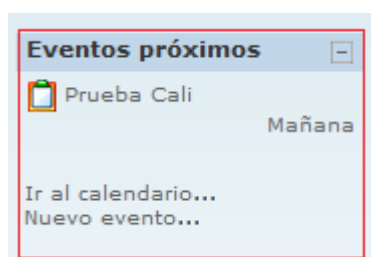 Eventos próximos
Prueba Cali
Mañana
Ir al calendario...
Nuevo evento...